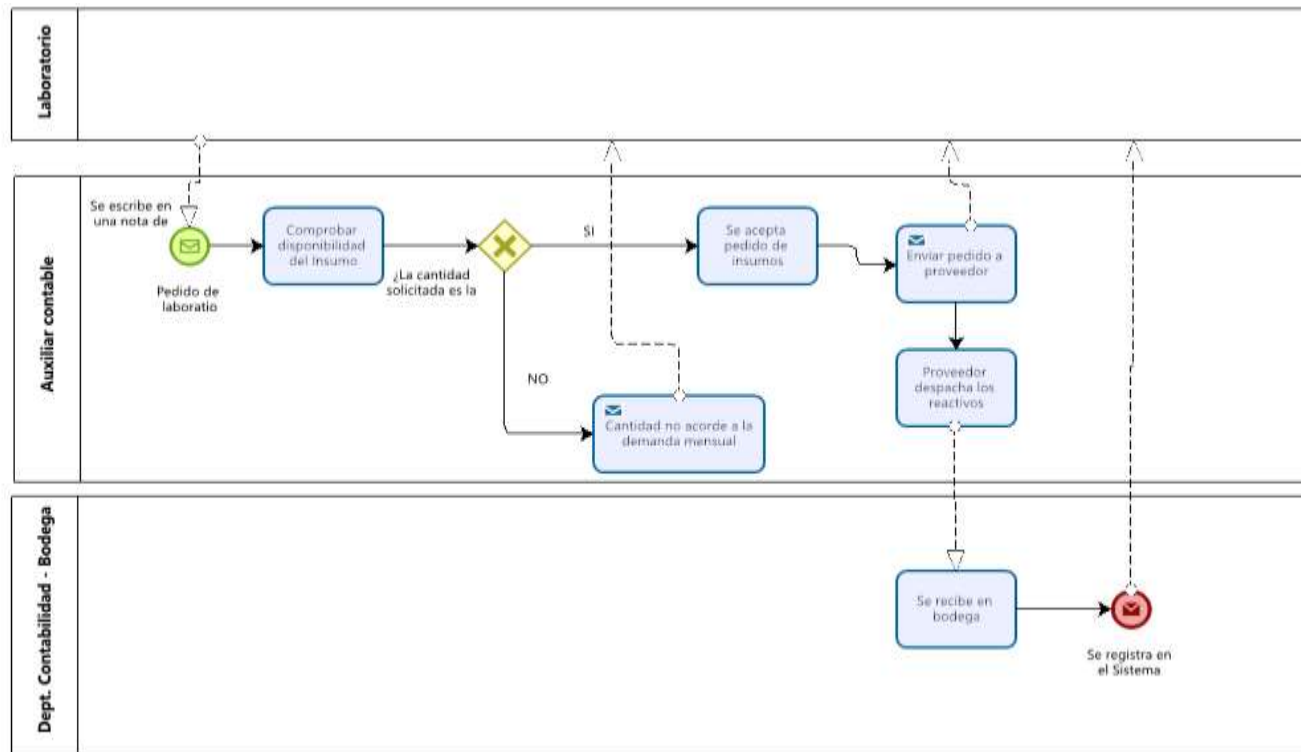 Laboratorio
Auxiliar contable
Se escribe en
una nota de
Pedido de
laboratio
Comprobar
disponibilidad
del Insumo
¿La cantidad
solicitada es la
SI
NO
Se acepta
pedido de
insumos
Enviar pedido a
proveedor
Proveedor
despacha los
reactivos
Cantidad no acorde a la
demanda mensual
Dept. Contabilidad - Bodega
Se recibe en
bodega
Se registra en
el Sistema